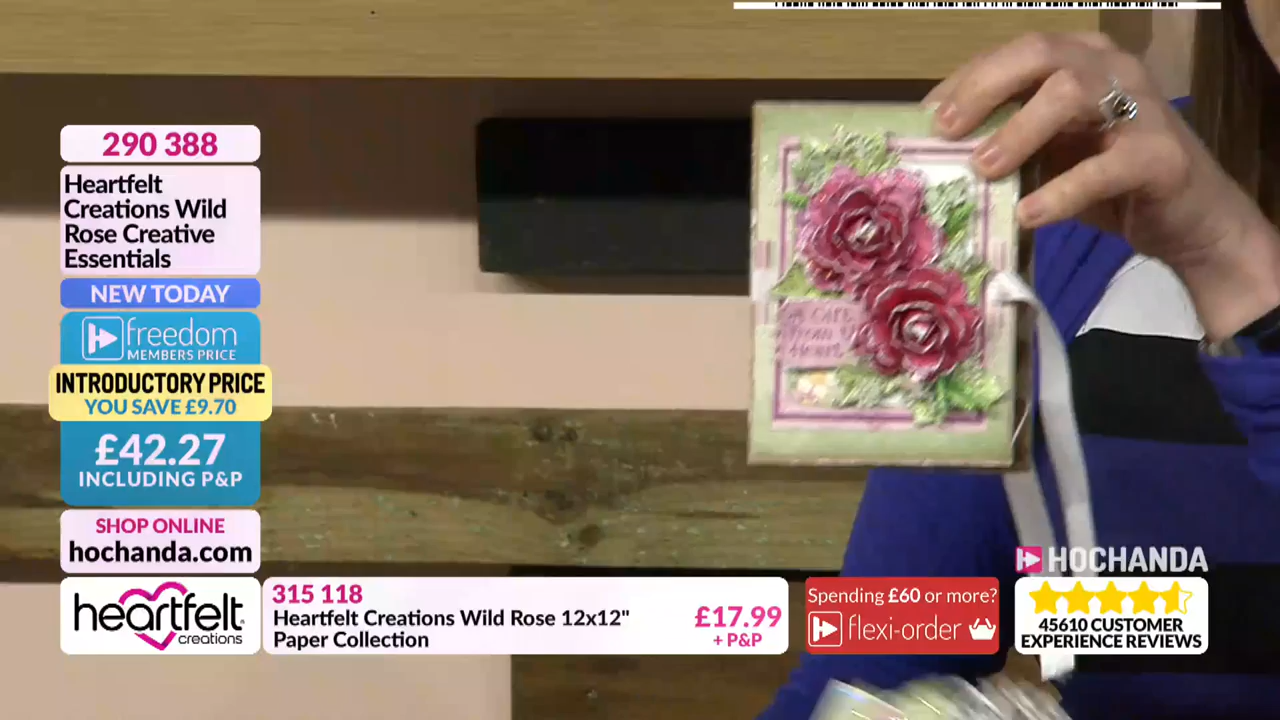 290 388
Heartfelt
Creations Wild
Rose Creative
Essentials
NEW TODAY
freedom
MEMBERS PRICE
INTRODUCTORY PRICE
YOU SAVE £9.70
£42.27
INCLUDING P&P
SHOP ONLINE
hochanda.com
heartfelt
creations
315 118
Heartfelt Creations Wild Rose 12x12"
Paper Collection
£17.99
+ P&P
Spending £60 or more?
flexi-order
HOCHANDA
45610 CUSTOMER
EXPERIENCE REVIEWS